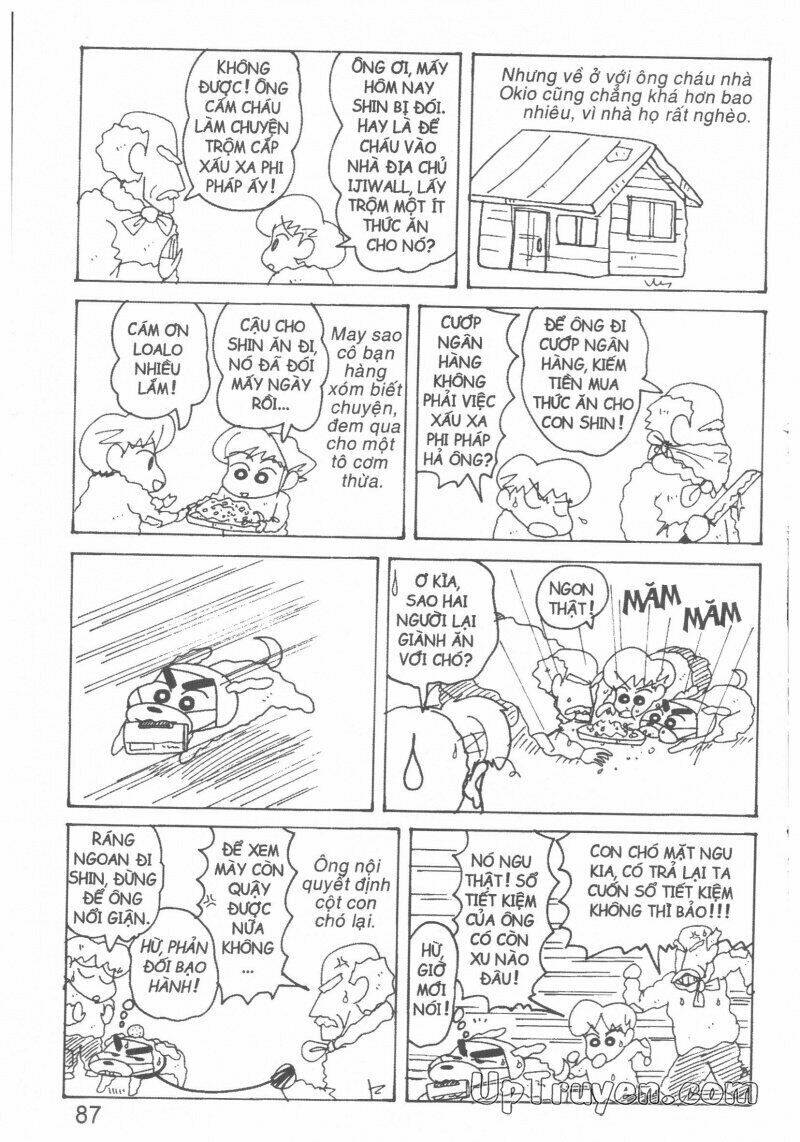 Nhưng về ở với ông cháu nhà
Okio cũng chẳng khá hơn bao
nhiêu, vì nhà họ rất nghèo.
ÔNG ƠI, MẤY
HÔM NAY
SHIN BỊ ĐÓI.
HAY LÀ ĐỂ
CHÁU VÀO
NHÀ ĐỊA CHỦ
IJIWALL, LẤY
TRỘM MỘT ÍT
THỨC ĂN
CHO NÓ?
KHÔNG
ĐƯỢC! ÔNG
CẤM CHÁU
LÀM CHUYỆN
TRỘM CẮP
XẤU XA PHI
PHÁP ẤY!
ĐỂ ÔNG ĐI
CƯỚP NGÂN
HÀNG, KIẾM
TIỀN MUA
THỨC ĂN CHO
CON SHIN!
CƯỚP
NGÂN
HÀNG
KHÔNG
PHẢI VIỆC
XẤU XA
PHI PHÁP
HẢ ÔNG?
May sao
cô bạn
hàng
xóm biết
chuyện,
đem qua
cho một
tô cơm
thừa.
CẬU CHO
SHIN ĂN ĐI,
NÓ ĐÃ ĐÓI
MẤY NGÀY
RỒI...
CÁM ƠN
LOALO
NHIỀU
LẮM!
MĂM
MĂM
NGON
THẬT!
Ơ KÌA,
SAO HAI
NGƯỜI LẠI
GIÀNH ĂN
VỚI CHÓ?
CON CHÓ MẶT NGU
KIA, CÓ TRẢ LẠI TA
CUỐN SỔ TIẾT KIỆM
KHÔNG THÌ BẢO!!!
NÓ NGU
THẬT! SỔ
TIẾT KIỆM
CỦA ÔNG
CÓ CÒN
XU NÀO
ĐÂU!
HỪ,
GIỜ
MỚI
NÓI!
Ông nội
quyết định
cột con
chó lại.
ĐỂ XEM
MÀY CÒN
QUẬY
ĐƯỢC
NỮA
KHÔNG
...
RÁNG
NGOAN ĐI
SHIN, ĐỪNG
ĐỂ ÔNG
NỔI GIẬN.
HỪ, PHẢN
ĐỐI BẠO
HÀNH!
87
UpTruyen.com